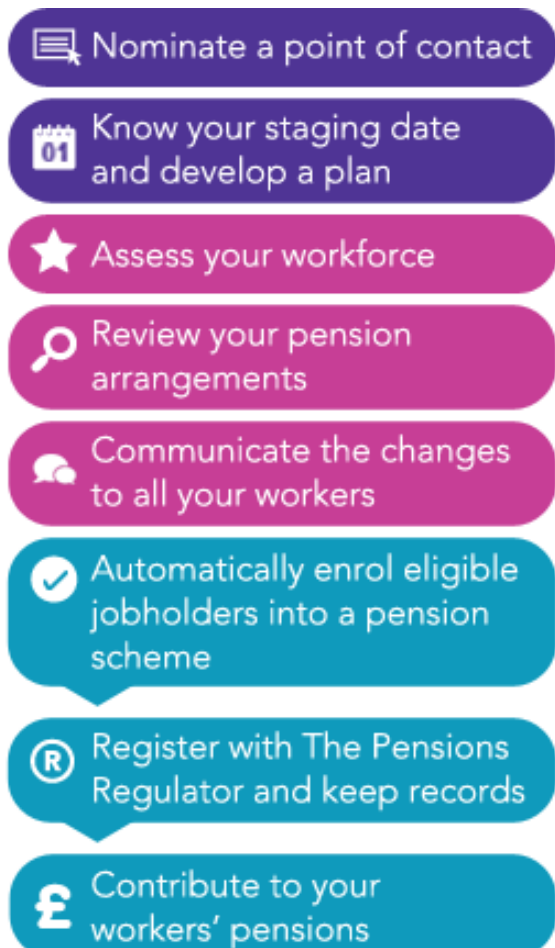 Nominate a point of contact
01
Know your staging date
and develop a plan
Assess your workforce
Review your pension
arrangements
Communicate the changes
to all your workers
Automatically enrol eligible
jobholders into a pension
scheme
R
Register with The Pensions
Regulator and keep records
£
Contribute to your
workers' pensions